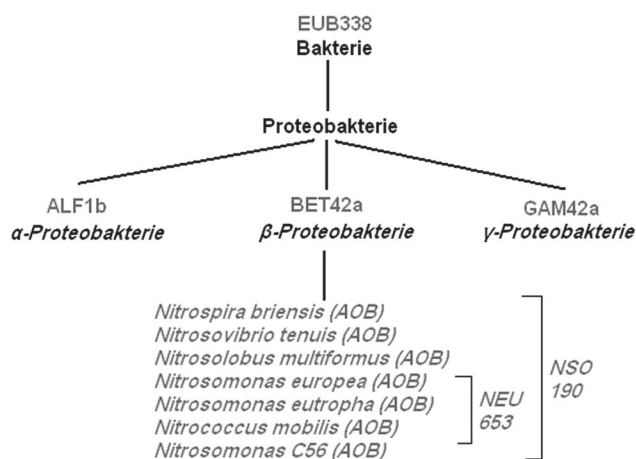 EUB338
Bakterie
Proteobakterie
ALF1b
α-Proteobakterie
BET42a
β-Proteobakterie
GAM42a
γ-Proteobakterie
Nitrospira briensis (AOB)
Nitrosovibrio tenuis (AOB)
Nitrosolobus multiformus (AOB)
Nitrosomonas europea (AOB)
Nitrosomonas eutropha (AOB)
Nitrococcus mobilis (AOB)
Nitrosomonas C56 (AOB)
NEU
653
NSO
190